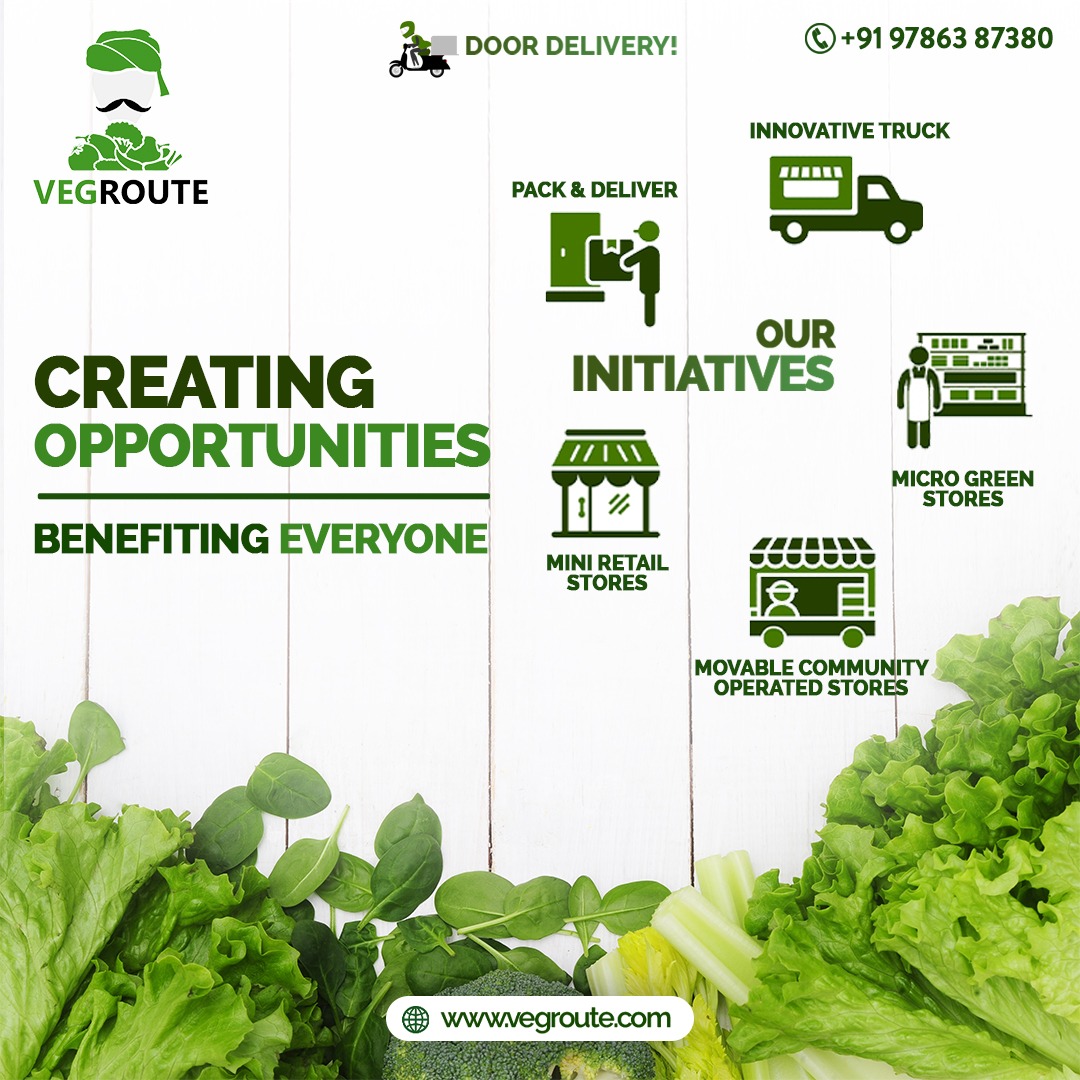 VEGROUTE
DOOR DELIVERY!
+91 97863 87380
CREATING
OPPORTUNITIES
BENEFITING EVERYONE
OUR
INITIATIVES
PACK & DELIVER
INNOVATIVE TRUCK
MICRO GREEN
STORES
MOVABLE COMMUNITY
OPERATED STORES
MINI RETAIL
STORES
www.vegroute.com